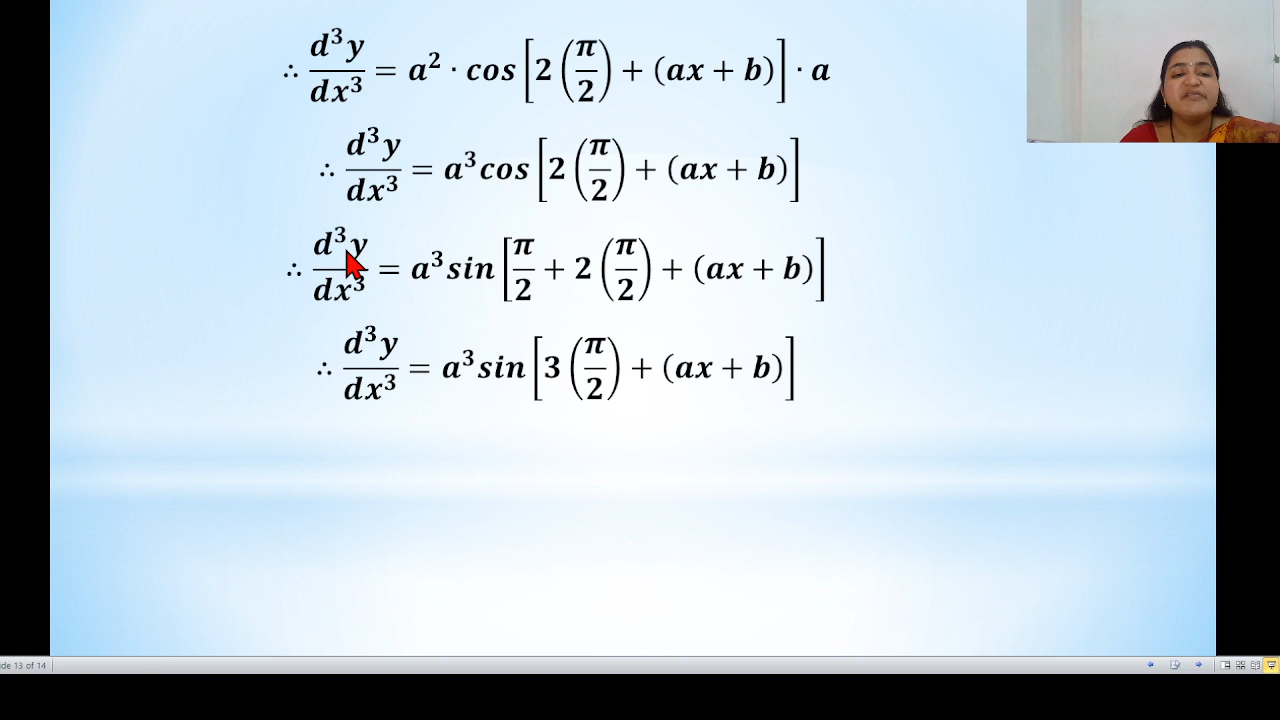 ∴ d³y/dx³ = a² · cos[2(π/2) + (ax + b)] · a
∴ d³y/dx³ = a³cos[2(π/2) + (ax + b)]
∴ d³y/dx³ = a³sin[π/2 + 2(π/2) + (ax + b)]
∴ d³y/dx³ = a³sin[3(π/2) + (ax + b)]
ide 13 of 14